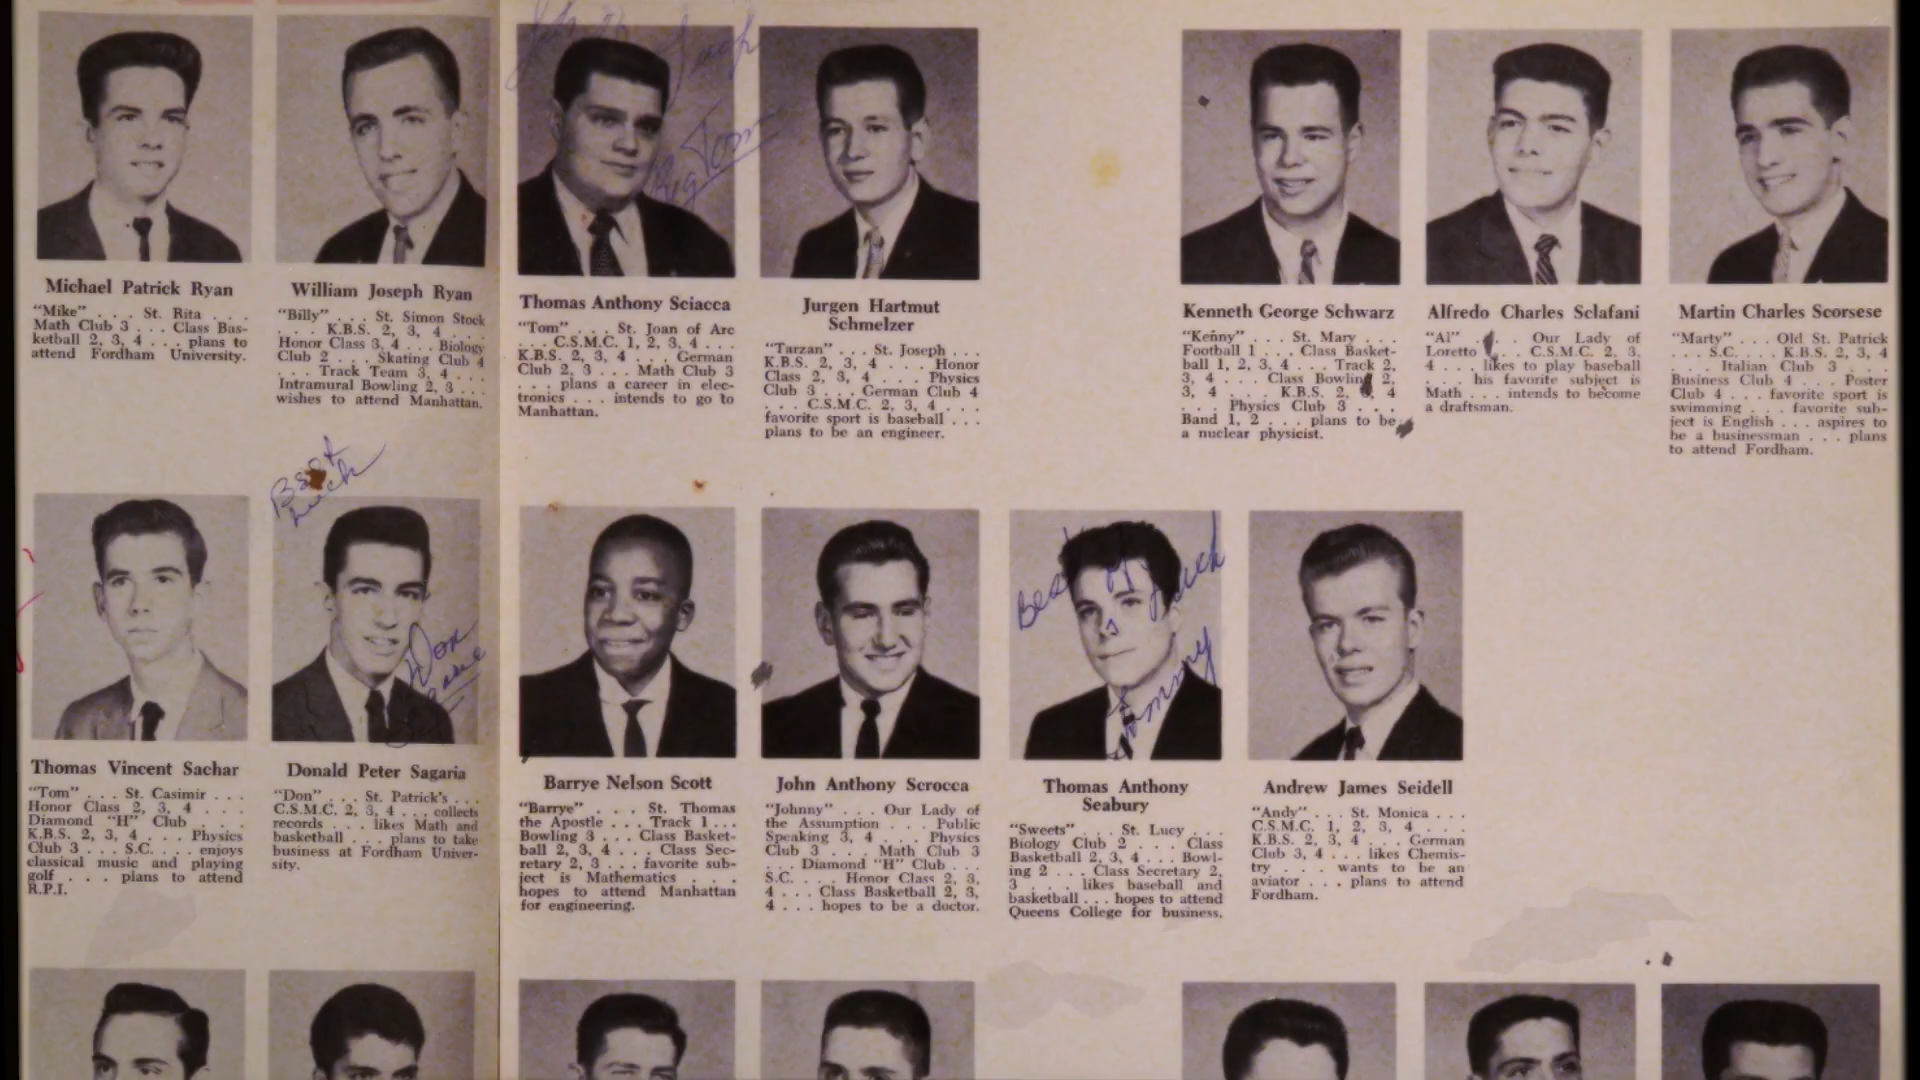 Michael Patrick Ryan
"Mike" . . . St. Rita . . .
Math Club 3 . . . Class Bas-
ketball 2, 3, 4 . . . plans to
attend Fordham University.
William Joseph Ryan
"Billy" . . . St. Simon Stock
. . . K.B.S. 2, 3, 4 . . .
Honor Class 3, 4 . . . Biology
Club 2 . . . Skating Club 4
. . . Track Team 3, 4 . . .
Intramural Bowling 2, 3 . . .
wishes to attend Manhattan.
Luck
Big Tom
Thomas Anthony Sciacca
"Tom" . . . St. Joan of Arc
. . . C.S.M.C. 1, 2, 3, 4 . . .
K.B.S. 2, 3, 4 . . . German
Club 2, 3 . . . Math Club 3
. . . plans a career in elec-
tronics . . . intends to go to
Manhattan.
Jurgen Hartmut
Schmelzer
"Tarzan" . . . St. Joseph . . .
K.B.S. 2, 3, 4 . . . Honor
Class 2, 3, 4 . . . Physics
Club 3 . . . German Club 4
. . . C.S.M.C. 2, 3, 4 . . .
favorite sport is baseball . . .
plans to be an engineer.
Kenneth George Schwarz
"Kenny" . . . St. Mary . . .
Football 1 . . . Class Basket-
ball 1, 2, 3, 4 . . . Track 2,
3, 4 . . . Class Bowling 2,
3, 4 . . . K.B.S. 2, 3, 4
. . . Physics Club 3 . . .
Band 1, 2 . . . plans to be
a nuclear physicist.
Alfredo Charles Sclafani
"Al" . . . Our Lady of
Loretto . . . C.S.M.C. 2, 3,
4 . . . likes to play baseball
. . . his favorite subject is
Math . . . intends to become
a draftsman.
Martin Charles Scorsese
"Marty" . . . Old St. Patrick
. . . S.C. . . . K.B.S. 2, 3, 4
. . . Italian Club 3 . . .
Business Club 4 . . . Poster
Club 4 . . . favorite sport is
swimming . . . favorite sub-
ject is English . . . aspires to
be a businessman . . . plans
to attend Fordham.
Thomas Vincent Sachar
"Tom" . . . St. Casimir . . .
Honor Class 2, 3, 4 . . .
Diamond "H" Club . . .
K.B.S. 2, 3, 4 . . . Physics
Club 3 . . . S.C. . . . enjoys
classical music and playing
golf . . . plans to attend
R.P.I.
Best
Luck
Don
Donald Peter Sagaria
"Don" . . . St. Patrick's . . .
C.S.M.C. 2, 3, 4 . . . collects
records . . . likes Math and
basketball . . . plans to take
business at Fordham Univer-
sity.
Barrye Nelson Scott
"Barrye" . . . St. Thomas
the Apostle . . . Track 1 . . .
Bowling 3 . . . Class Basket-
ball 2, 3, 4 . . . Class Sec-
retary 2, 3 . . . favorite sub-
ject is Mathematics . . .
hopes to attend Manhattan
for engineering.
John Anthony Scrocca
"Johnny" . . . Our Lady of
the Assumption . . . Public
Speaking 3, 4 . . . Physics
Club 3 . . . Math Club 3
. . . Diamond "H" Club . . .
S.C. . . . Honor Class 2, 3,
4 . . . Class Basketball 2, 3,
4 . . . hopes to be a doctor.
Best of Luck
Tommy
Thomas Anthony
Seabury
"Sweets" . . . St. Lucy . . .
Biology Club 2 . . . Class
Basketball 2, 3, 4 . . . Bowl-
ing 2 . . . Class Secretary 2,
3 . . . likes baseball and
basketball . . . hopes to attend
Queens College for business.
Andrew James Seidell
"Andy" . . . St. Monica . . .
C.S.M.C. 1, 2, 3, 4 . . .
K.B.S. 2, 3, 4 . . . German
Club 3, 4 . . . likes Chemis-
try . . . wants to be an
aviator . . . plans to attend
Fordham.